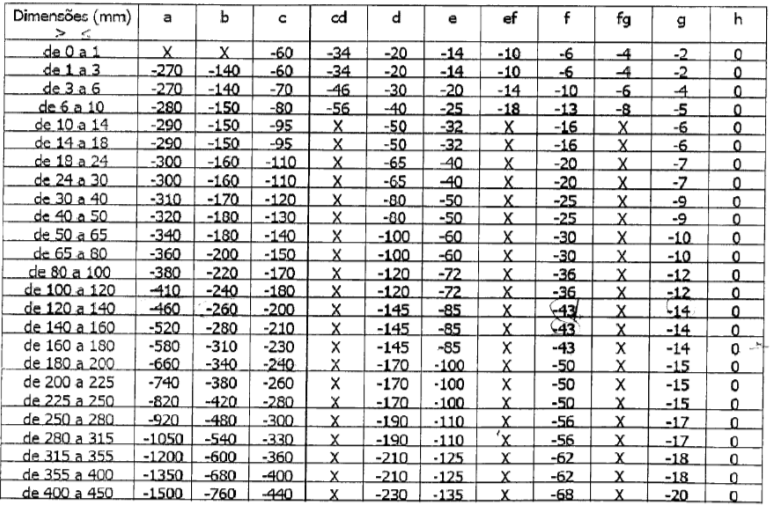 Dimensões (mm) a b c cd d e ef f fg g h
> ≤
de 0 a 1 X X -60 -34 -20 -14 -10 -6 -4 -2 0
de 1 a 3 -270 -140 -60 -34 -20 -14 -10 -6 -4 -2 0
de 3 a 6 -270 -140 -70 -46 -30 -20 -14 -10 -6 -4 0
de 6 a 10 -280 -150 -80 -56 -40 -25 -18 -13 -8 -5 0
de 10 a 14 -290 -150 -95 X -50 -32 X -16 X -6 0
de 14 a 18 -290 -150 -95 X -50 -32 X -16 X -6 0
de 18 a 24 -300 -160 -110 X -65 -40 X -20 X -7 0
de 24 a 30 -300 -160 -110 X -65 -40 X -20 X -7 0
de 30 a 40 -310 -170 -120 X -80 -50 X -25 X -9 0
de 40 a 50 -320 -180 -130 X -80 -50 X -25 X -9 0
de 50 a 65 -340 -180 -140 X -100 -60 X -30 X -10 0
de 65 a 80 -360 -200 -150 X -100 -60 X -30 X -10 0
de 80 a 100 -380 -220 -170 X -120 -72 X -36 X -12 0
de 100 a 120 -410 -240 -180 X -120 -72 X -36 X -12 0
de 120 a 140 -460 -260 -200 X -145 -85 X -43 X -14 0
de 140 a 160 -520 -280 -210 X -145 -85 X -43 X -14 0
de 160 a 180 -580 -310 -230 X -145 -85 X -43 X -14 0
de 180 a 200 -660 -340 -240 X -170 -100 X -50 X -15 0
de 200 a 225 -740 -380 -260 X -170 -100 X -50 X -15 0
de 225 a 250 -820 -420 -280 X -170 -100 X -50 X -15 0
de 250 a 280 -920 -480 -300 X -190 -110 X -56 X -17 0
de 280 a 315 -1050 -540 -330 X -190 -110 X -56 X -17 0
de 315 a 355 -1200 -600 -360 X -210 -125 X -62 X -18 0
de 355 a 400 -1350 -680 -400 X -210 -125 X -62 X -18 0
de 400 a 450 -1500 -760 -440 X -230 -135 X -68 X -20 0